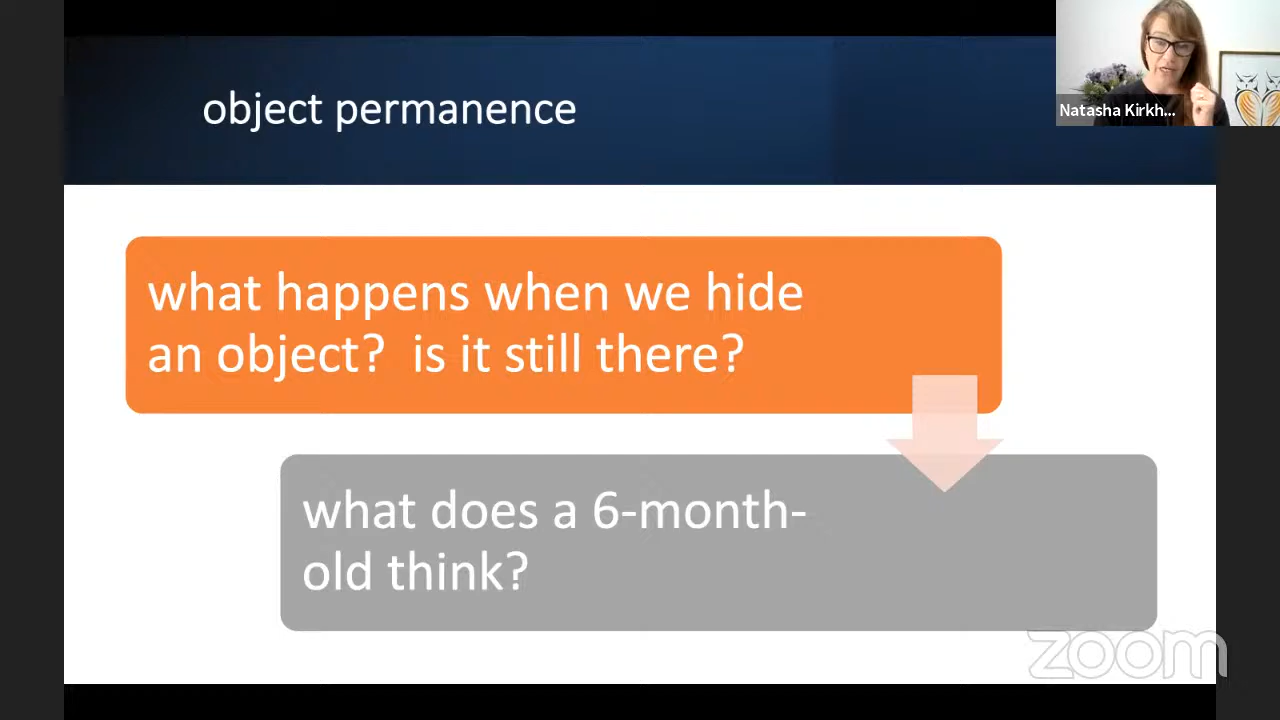 object permanence
Natasha Kirkh...
what happens when we hide
an object?  is it still there?
what does a 6-month-
old think?
zoom